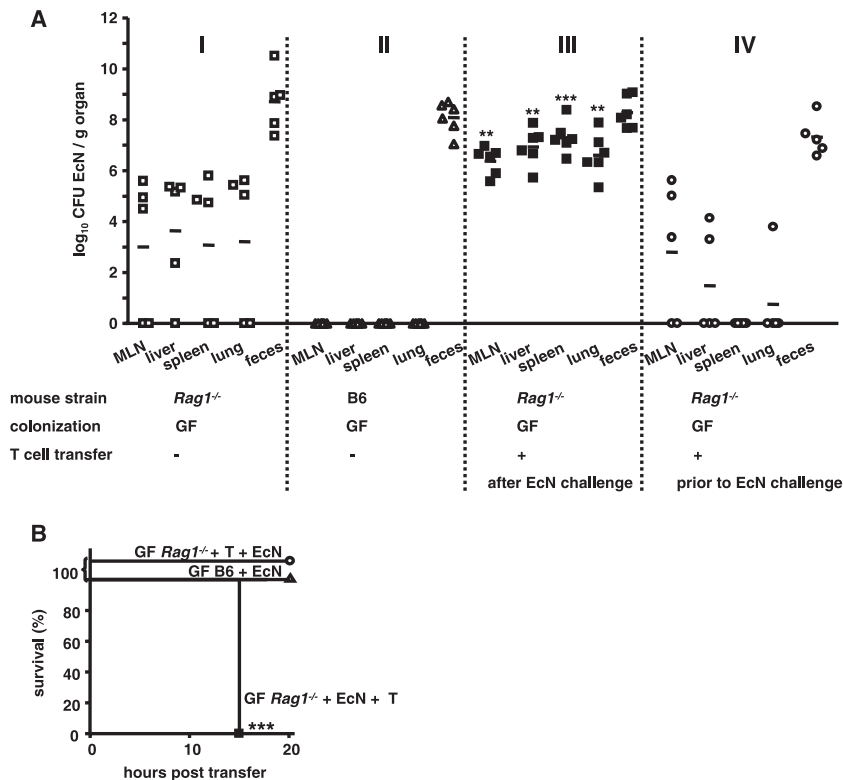 A
I II III IV
12
10
8
6
4
2
0
log10 CFU EcN / g organ
** ** *** **
MLN liver spleen lung feces MLN liver spleen lung feces MLN liver spleen lung feces MLN liver spleen lung feces
mouse strain Rag1-/- B6 Rag1-/- Rag1-/-
colonization GF GF GF GF
T cell transfer - - + +
after EcN challenge prior to EcN challenge
B
GF Rag1-/- + T + EcN
100 GF B6 + EcN
80
60
40
20 GF Rag1-/- + EcN + T
0 ***
survival (%)
0 10 20
hours post transfer